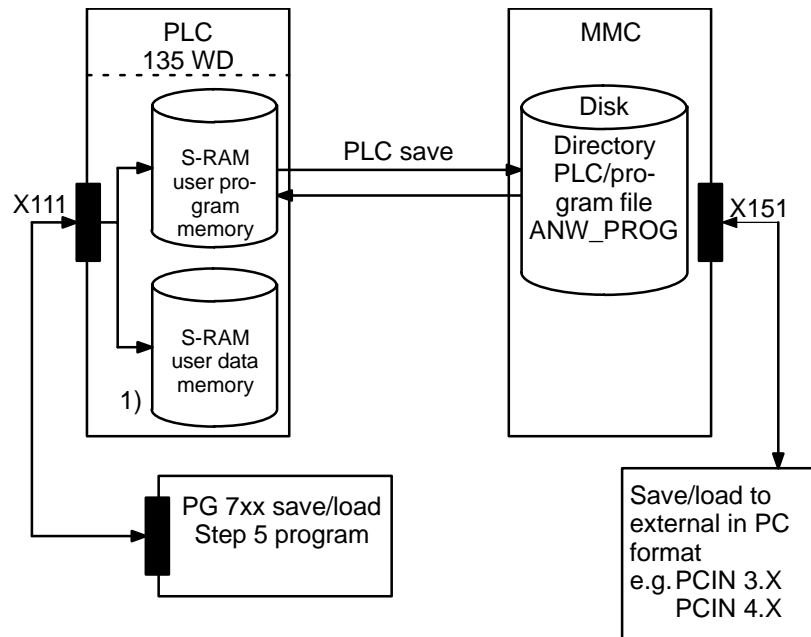 PLC
135 WD
S-RAM
user pro-
gram
memory
S-RAM
user data
memory
1)
X111
PLC save
MMC
Disk
Directory
PLC/pro-
gram file
ANW_PROG
X151
PG 7xx save/load
Step 5 program
Save/load to
external in PC
format
e.g. PCIN 3.X
PCIN 4.X